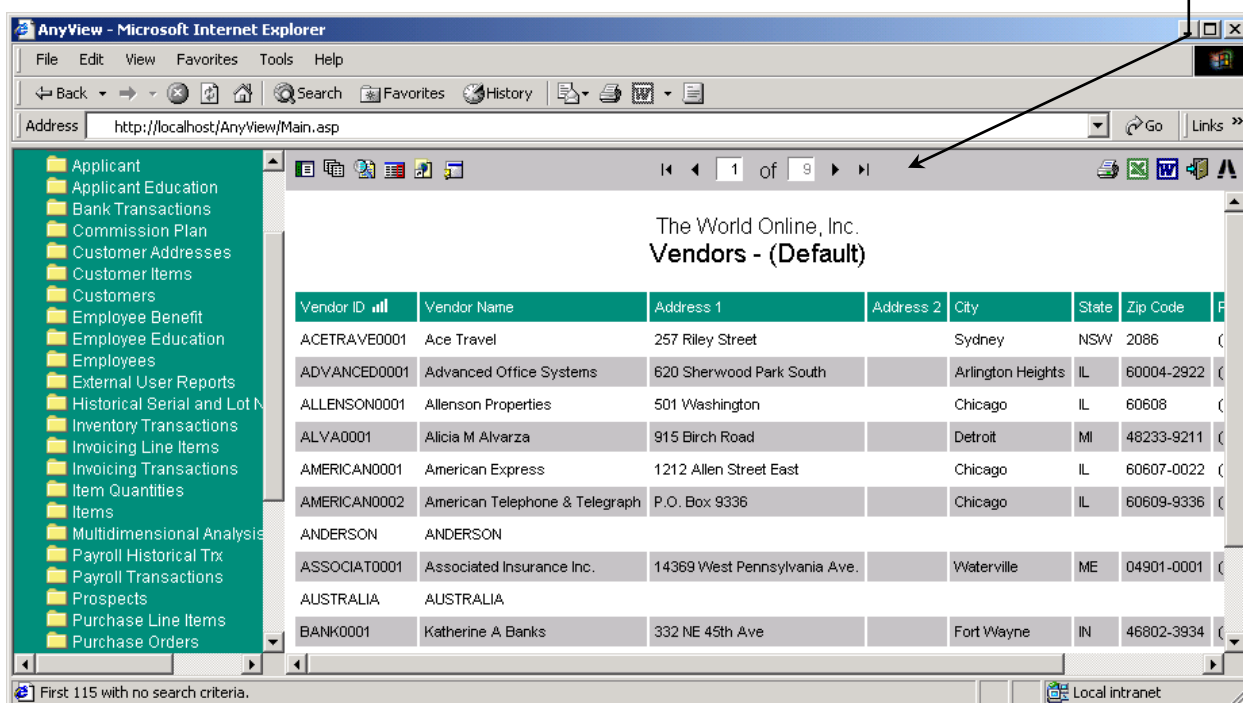 AnyView - Microsoft Internet Explorer
File Edit View Favorites Tools Help
Back Search Favorites History
Address http://localhost/AnyView/Main.asp Go Links »
Applicant
Applicant Education
Bank Transactions
Commission Plan
Customer Addresses
Customer Items
Customers
Employee Benefit
Employee Education
Employees
External User Reports
Historical Serial and Lot N
Inventory Transactions
Invoicing Line Items
Invoicing Transactions
Item Quantities
Items
Multidimensional Analysis
Payroll Historical Trx
Payroll Transactions
Prospects
Purchase Line Items
Purchase Orders
1 of 9
The World Online, Inc.
Vendors - (Default)
Vendor ID Vendor Name Address 1 Address 2 City State Zip Code
ACETRAVE0001 Ace Travel 257 Riley Street Sydney NSW 2086 (
ADVANCED0001 Advanced Office Systems 620 Sherwood Park South Arlington Heights IL 60004-2922 (
ALLENSON0001 Allenson Properties 501 Washington Chicago IL 60608 (
ALVA0001 Alicia M Alvarza 915 Birch Road Detroit MI 48233-9211 (
AMERICAN0001 American Express 1212 Allen Street East Chicago IL 60607-0022 (
AMERICAN0002 American Telephone & Telegraph P.O. Box 9336 Chicago IL 60609-9336 (
ANDERSON ANDERSON
ASSOCIAT0001 Associated Insurance Inc. 14369 West Pennsylvania Ave. Waterville ME 04901-0001 (
AUSTRALIA AUSTRALIA
BANK0001 Katherine A Banks 332 NE 45th Ave Fort Wayne IN 46802-3934 (
First 115 with no search criteria. Local intranet